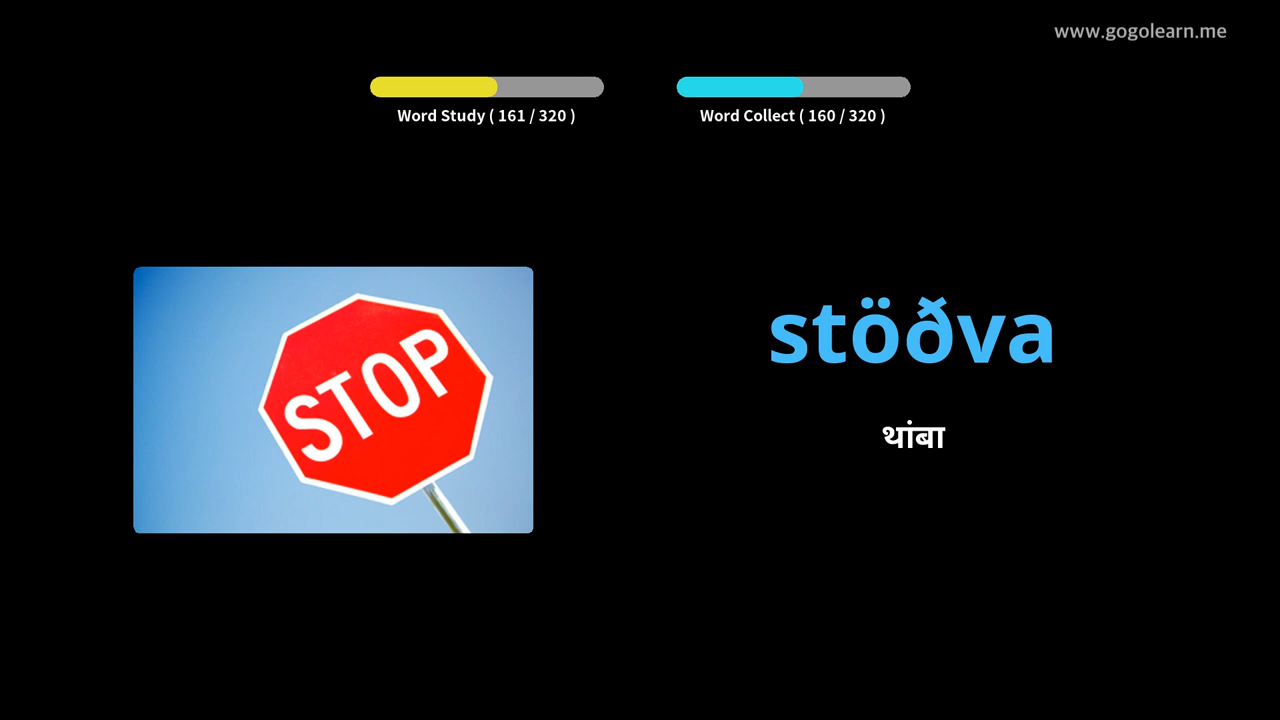 www.gogolearn.me
Word Study ( 161 / 320 )
Word Collect ( 160 / 320 )
STOP
stöðva
थांबा